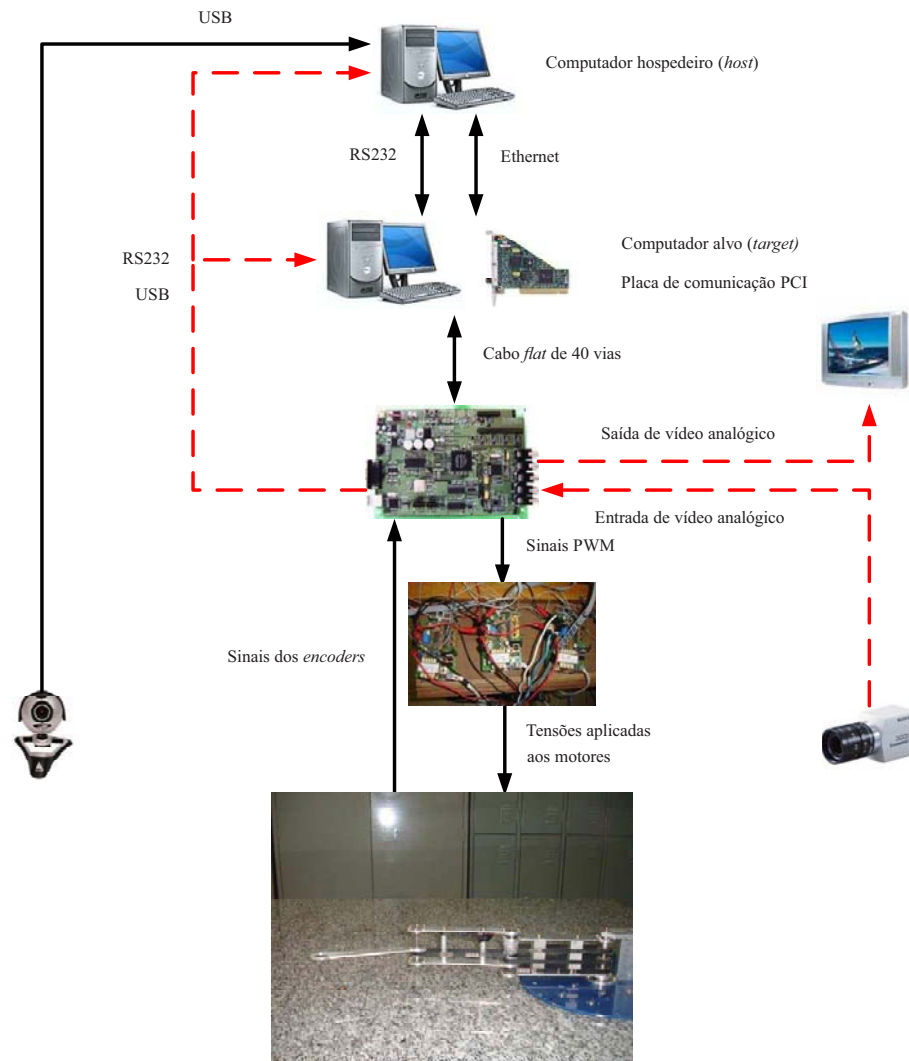 USB
Computador hospedeiro (host)
RS232
Ethernet
Computador alvo (target)
RS232
USB
Placa de comunicação PCI
Cabo flat de 40 vias
Saída de vídeo analógico
Entrada de vídeo analógico
Sinais PWM
Sinais dos encoders
Tensões aplicadas
aos motores